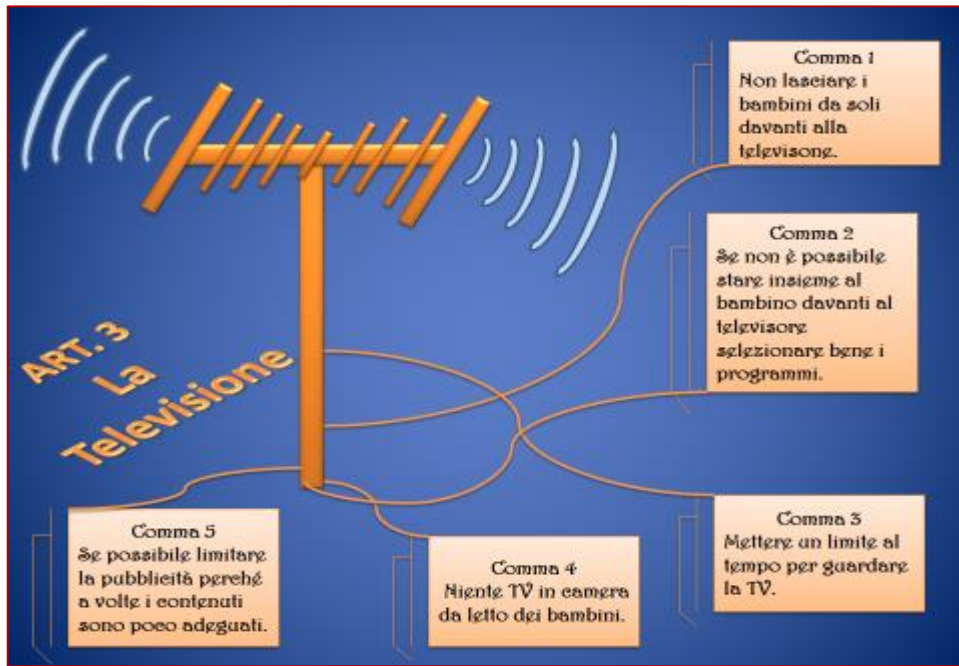 ART. 3
La
Televisione
Comma 1
Non lasciare i
bambini da soli
davanti alla
televisone.
Comma 2
Se non è possibile
stare insieme al
bambino davanti al
televisore
selezionare bene i
programmi.
Comma 3
Mettere un limite al
tempo per guardare
la TV.
Comma 4
Niente TV in camera
da letto dei bambini.
Comma 5
Se possibile limitare
la pubblicità perché
a volte i contenuti
sono poco adeguati.